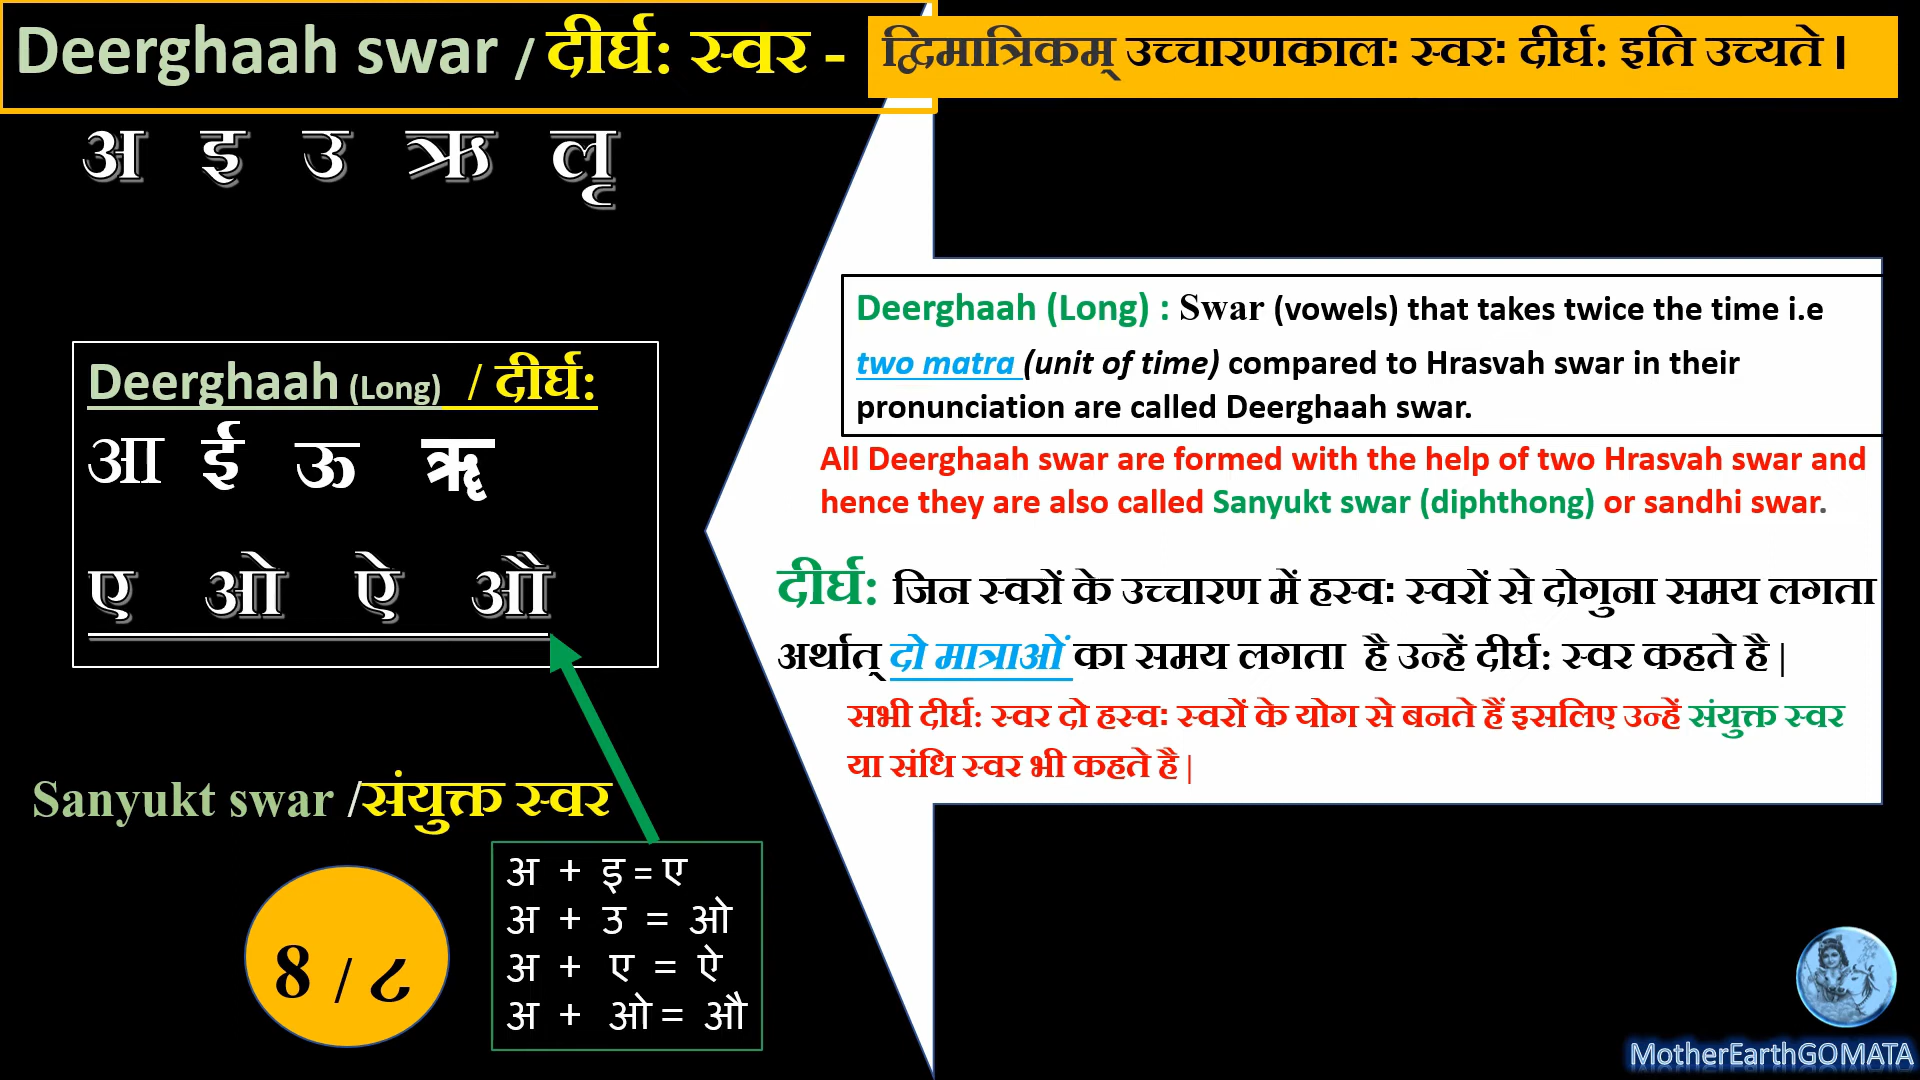 Deerghaah swar / दीर्घ: स्वर -
द्विमात्रिकम् उच्चारणकालः स्वरः दीर्घ: इति उच्यते।
अ इ उ ऋ लृ
Deerghaah (Long) / दीर्घ:
आ ई ऊ ॠ
ए ओ ऐ औ
Sanyukt swar /संयुक्त स्वर
8 / ८
अ + इ = ए
अ + उ = ओ
अ + ए = ऐ
अ + ओ = औ
Deerghaah (Long) : Swar (vowels) that takes twice the time i.e
two matra (unit of time) compared to Hrasvah swar in their
pronunciation are called Deerghaah swar.
All Deerghaah swar are formed with the help of two Hrasvah swar and
hence they are also called Sanyukt swar (diphthong) or sandhi swar.
दीर्घ: जिन स्वरों के उच्चारण में ह्स्वः स्वरों से दोगुना समय लगता
अर्थात् दो मात्राओं का समय लगता है उन्हें दीर्घ: स्वर कहते है |
सभी दीर्घ: स्वर दो ह्स्वः स्वरों के योग से बनते हैं इसलिए उन्हें संयुक्त स्वर
या संधि स्वर भी कहते है |
MotherEarthGOMATA